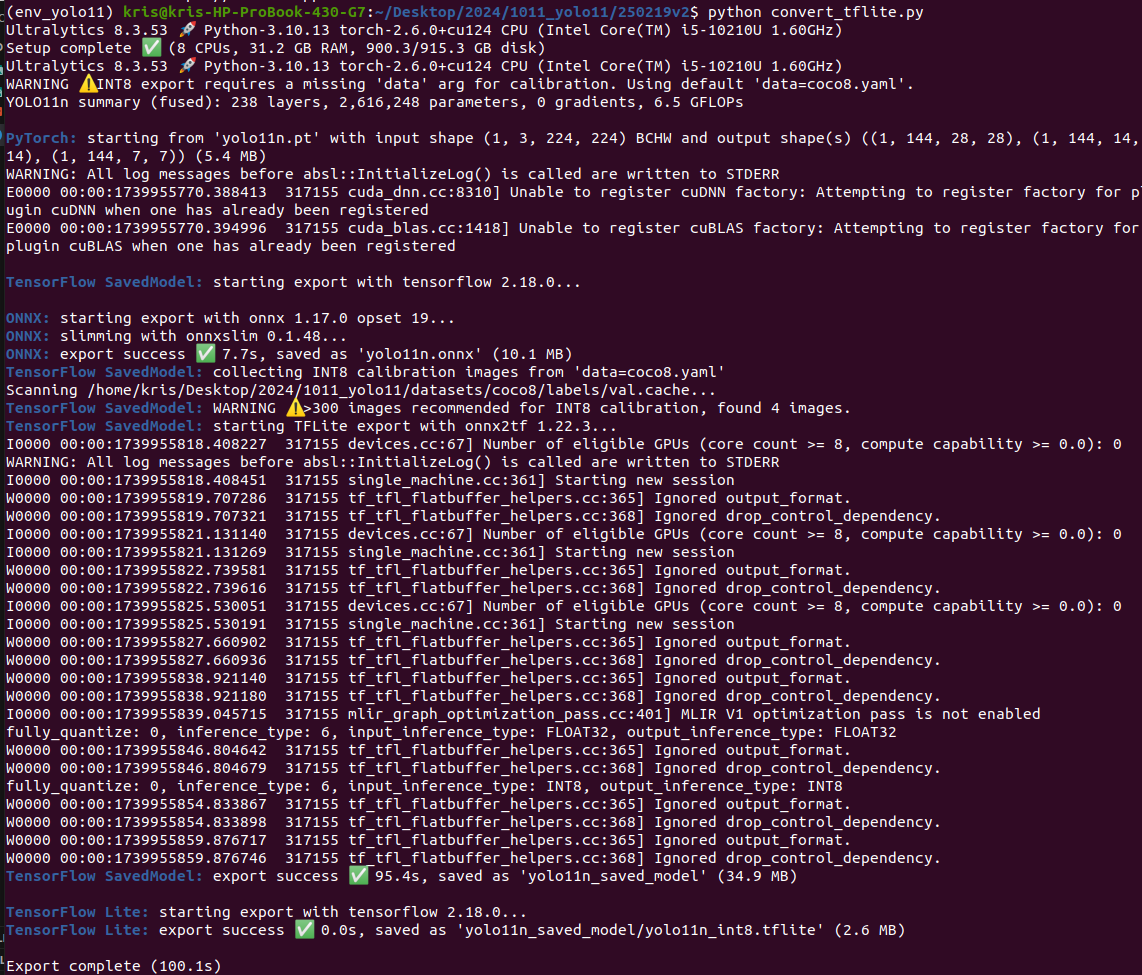 (env_yolo11) kris@kris-HP-ProBook-430-G7:~/Desktop/2024/1011_yolo11/250219v2$ python convert_tflite.py
Ultralytics 8.3.53 🚀 Python-3.10.13 torch-2.6.0+cu124 CPU (Intel Core(TM) i5-10210U 1.60GHz)
Setup complete ✅ (8 CPUs, 31.2 GB RAM, 900.3/915.3 GB disk)
Ultralytics 8.3.53 🚀 Python-3.10.13 torch-2.6.0+cu124 CPU (Intel Core(TM) i5-10210U 1.60GHz)
WARNING ⚠️INT8 export requires a missing 'data' arg for calibration. Using default 'data=coco8.yaml'.
YOLO11n summary (fused): 238 layers, 2,616,248 parameters, 0 gradients, 6.5 GFLOPs
PyTorch: starting from 'yolo11n.pt' with input shape (1, 3, 224, 224) BCHW and output shape(s) ((1, 144, 28, 28), (1, 144, 14,
14), (1, 144, 7, 7)) (5.4 MB)
WARNING: All log messages before absl::InitializeLog() is called are written to STDERR
E0000 00:00:1739955770.388413  317155 cuda_dnn.cc:8310] Unable to register cuDNN factory: Attempting to register factory for pl
ugin cuDNN when one has already been registered
E0000 00:00:1739955770.394996  317155 cuda_blas.cc:1418] Unable to register cuBLAS factory: Attempting to register factory for
plugin cuBLAS when one has already been registered
TensorFlow SavedModel: starting export with tensorflow 2.18.0...
ONNX: starting export with onnx 1.17.0 opset 19...
ONNX: slimming with onnxslim 0.1.48...
ONNX: export success ✅ 7.7s, saved as 'yolo11n.onnx' (10.1 MB)
TensorFlow SavedModel: collecting INT8 calibration images from 'data=coco8.yaml'
Scanning /home/kris/Desktop/2024/1011_yolo11/datasets/coco8/labels/val.cache...
TensorFlow SavedModel: WARNING ⚠️>300 images recommended for INT8 calibration, found 4 images.
TensorFlow SavedModel: starting TFLite export with onnx2tf 1.22.3...
I0000 00:00:1739955818.408227  317155 devices.cc:67] Number of eligible GPUs (core count >= 8, compute capability >= 0.0): 0
WARNING: All log messages before absl::InitializeLog() is called are written to STDERR
I0000 00:00:1739955818.408451  317155 single_machine.cc:361] Starting new session
W0000 00:00:1739955819.707286  317155 tf_tfl_flatbuffer_helpers.cc:365] Ignored output_format.
W0000 00:00:1739955819.707321  317155 tf_tfl_flatbuffer_helpers.cc:368] Ignored drop_control_dependency.
I0000 00:00:1739955821.131140  317155 devices.cc:67] Number of eligible GPUs (core count >= 8, compute capability >= 0.0): 0
I0000 00:00:1739955821.131269  317155 single_machine.cc:361] Starting new session
W0000 00:00:1739955822.739581  317155 tf_tfl_flatbuffer_helpers.cc:365] Ignored output_format.
W0000 00:00:1739955822.739616  317155 tf_tfl_flatbuffer_helpers.cc:368] Ignored drop_control_dependency.
I0000 00:00:1739955825.530051  317155 devices.cc:67] Number of eligible GPUs (core count >= 8, compute capability >= 0.0): 0
I0000 00:00:1739955825.530191  317155 single_machine.cc:361] Starting new session
W0000 00:00:1739955827.660902  317155 tf_tfl_flatbuffer_helpers.cc:365] Ignored output_format.
W0000 00:00:1739955827.660936  317155 tf_tfl_flatbuffer_helpers.cc:368] Ignored drop_control_dependency.
W0000 00:00:1739955838.921140  317155 tf_tfl_flatbuffer_helpers.cc:365] Ignored output_format.
W0000 00:00:1739955838.921180  317155 tf_tfl_flatbuffer_helpers.cc:368] Ignored drop_control_dependency.
I0000 00:00:1739955839.045715  317155 mlir_graph_optimization_pass.cc:401] MLIR V1 optimization pass is not enabled
fully_quantize: 0, inference_type: 6, input_inference_type: FLOAT32, output_inference_type: FLOAT32
W0000 00:00:1739955846.804642  317155 tf_tfl_flatbuffer_helpers.cc:365] Ignored output_format.
W0000 00:00:1739955846.804679  317155 tf_tfl_flatbuffer_helpers.cc:368] Ignored drop_control_dependency.
fully_quantize: 0, inference_type: 6, input_inference_type: INT8, output_inference_type: INT8
W0000 00:00:1739955854.833867  317155 tf_tfl_flatbuffer_helpers.cc:365] Ignored output_format.
W0000 00:00:1739955854.833898  317155 tf_tfl_flatbuffer_helpers.cc:368] Ignored drop_control_dependency.
W0000 00:00:1739955859.876717  317155 tf_tfl_flatbuffer_helpers.cc:365] Ignored output_format.
W0000 00:00:1739955859.876746  317155 tf_tfl_flatbuffer_helpers.cc:368] Ignored drop_control_dependency.
TensorFlow SavedModel: export success ✅ 95.4s, saved as 'yolo11n_saved_model' (34.9 MB)
TensorFlow Lite: starting export with tensorflow 2.18.0...
TensorFlow Lite: export success ✅ 0.0s, saved as 'yolo11n_saved_model/yolo11n_int8.tflite' (2.6 MB)
Export complete (100.1s)